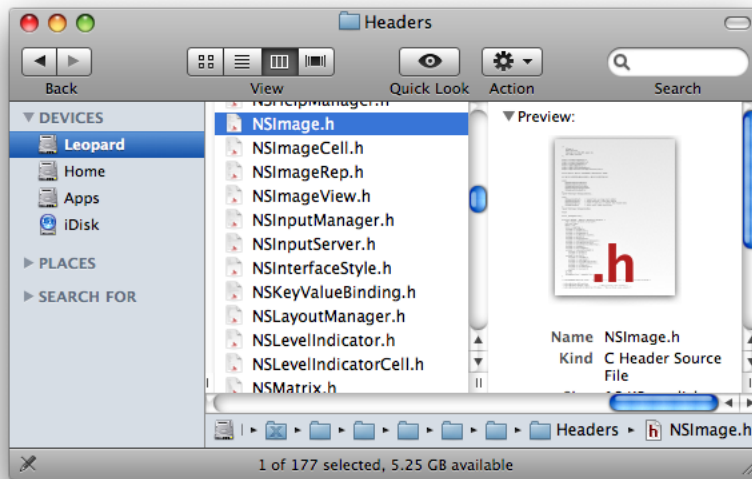 Headers
Back
View
Quick Look
Action
Search
DEVICES
Leopard
Home
Apps
iDisk
PLACES
SEARCH FOR
NSHelpManager.h
NSImage.h
NSImageCell.h
NSImageRep.h
NSImageView.h
NSInputManager.h
NSInputServer.h
NSInterfaceStyle.h
NSKeyValueBinding.h
NSLayoutManager.h
NSLevelIndicator.h
NSLevelIndicatorCell.h
NSMatrix.h
Preview:
.h
Name NSImage.h
Kind C Header Source
File
Headers
h NSImage.h
1 of 177 selected, 5.25 GB available